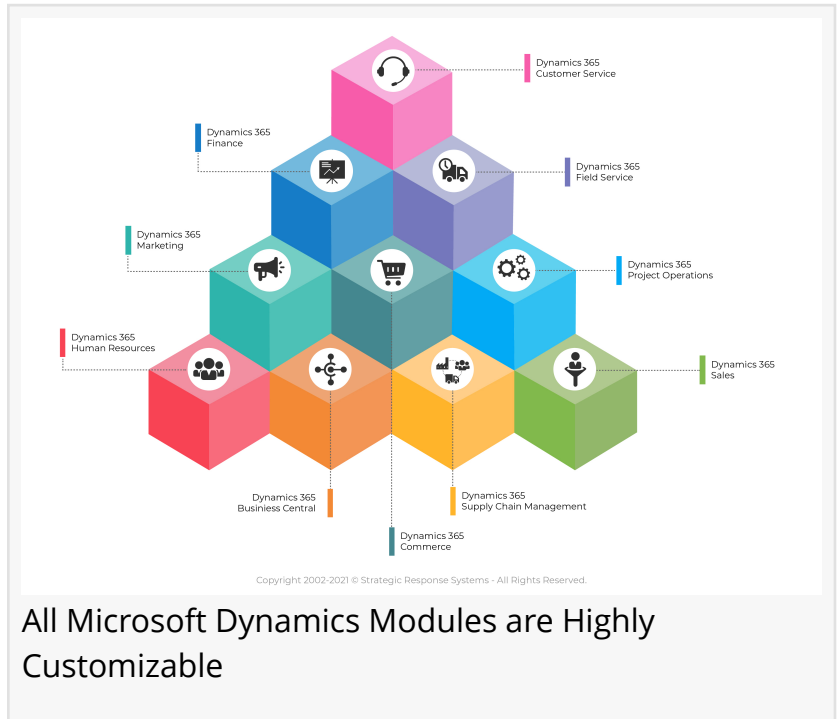 Dynamics 365
Customer Service
Dynamics 365
Finance
Dynamics 365
Field Service
Dynamics 365
Marketing
Dynamics 365
Project Operations
Dynamics 365
Human Resources
Dynamics 365
Sales
Dynamics 365
Businiess Central
Dynamics 365
Supply Chain Management
Dynamics 365
Commerce
Copyright 2002-2021 © Strategic Response Systems - All Rights Reserved.
All Microsoft Dynamics Modules are Highly
Customizable